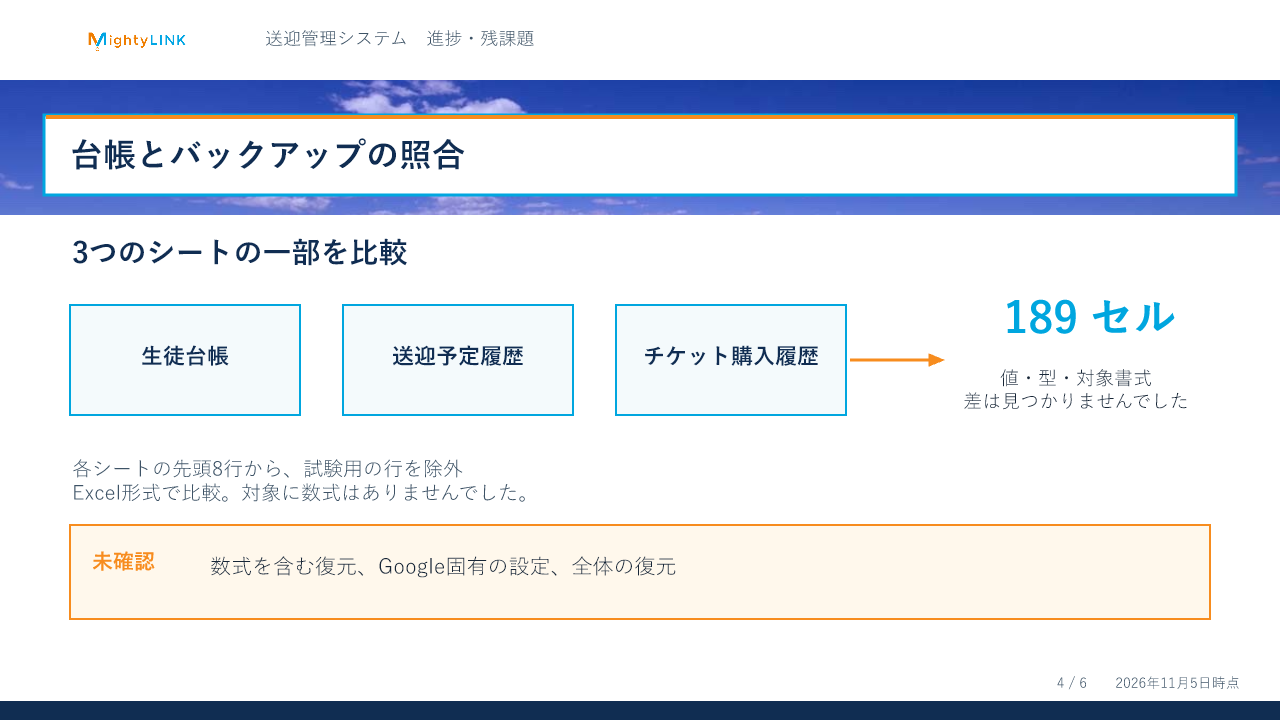 MightyLINK
送迎管理システム　進捗・残課題
台帳とバックアップの照合
3つのシートの一部を比較
生徒台帳
送迎予定履歴
チケット購入履歴
189 セル
値・型・対象書式
差は見つかりませんでした
各シートの先頭8行から、試験用の行を除外
Excel形式で比較。対象に数式はありませんでした。
未確認
数式を含む復元、Google固有の設定、全体の復元
4 / 6
2026年11月5日時点